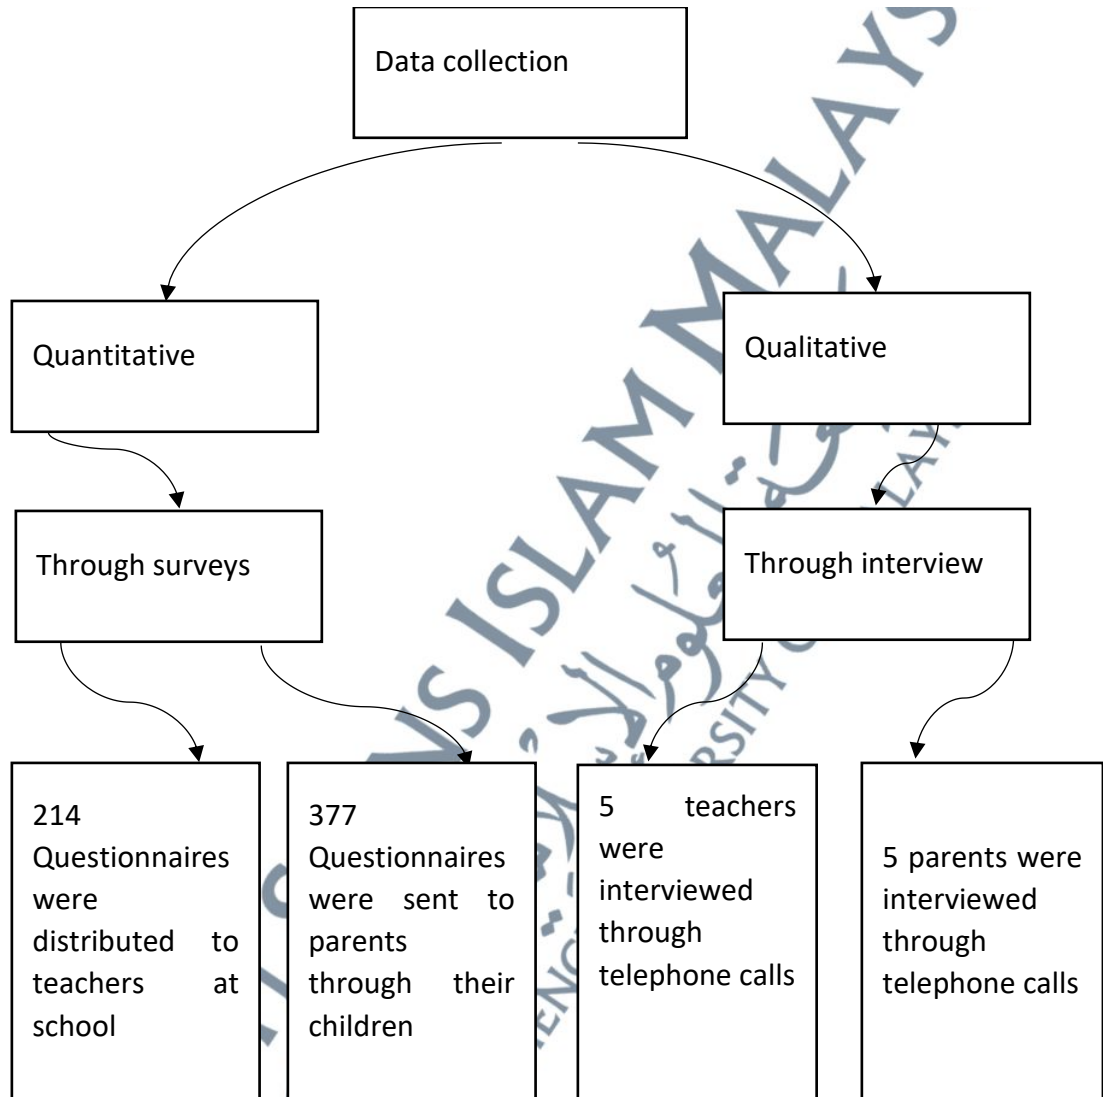 Data collection
Quantitative
Qualitative
Through surveys
Through interview
214
Questionnaires
were
distributed to
teachers at
school
377
Questionnaires
were sent to
parents
through their
children
5 teachers
were
interviewed
through
telephone calls
5 parents were
interviewed
through
telephone calls
ISLAM MALAYS